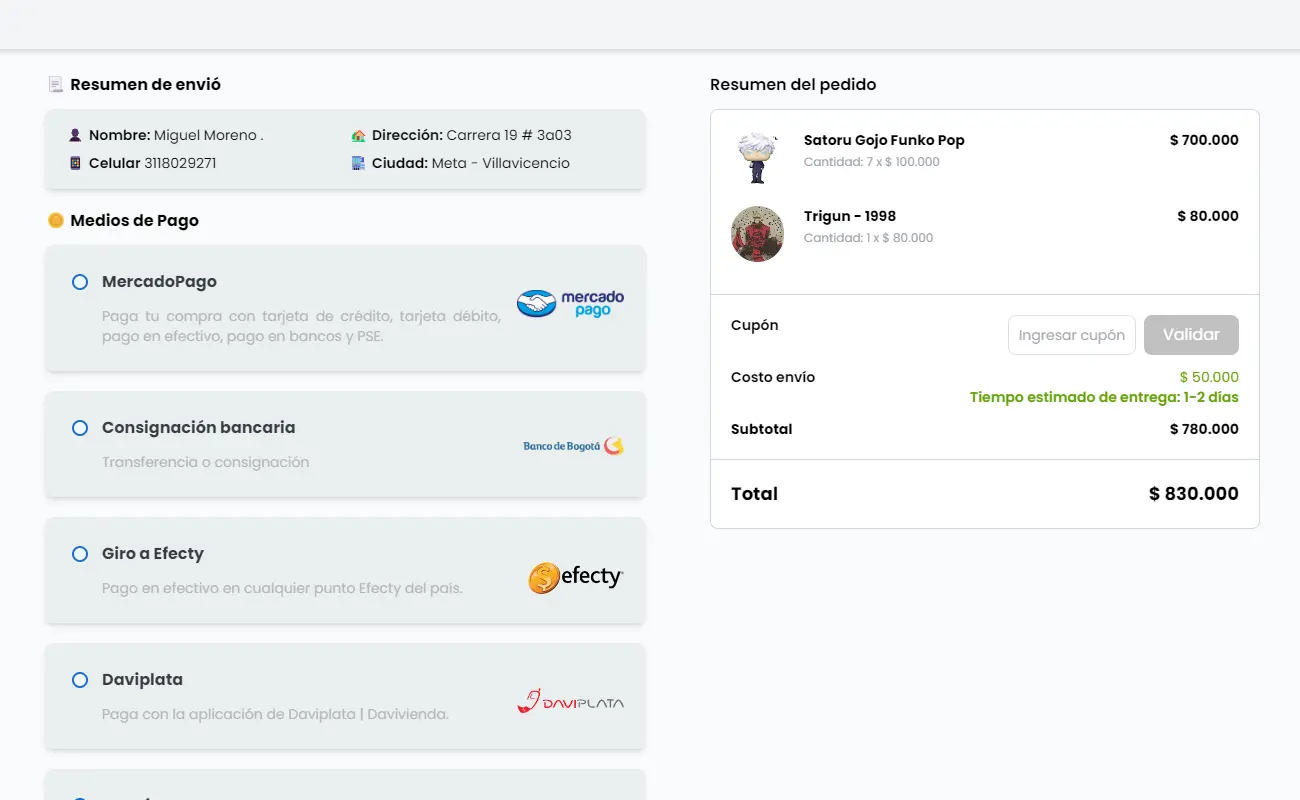 Resumen de envió
Nombre: Miguel Moreno .
Dirección: Carrera 19 # 3a03
Celular 3118029271
Ciudad: Meta - Villavicencio
Medios de Pago
MercadoPago
Paga tu compra con tarjeta de crédito, tarjeta débito,
pago en efectivo, pago en bancos y PSE.
mercado
pago
Consignación bancaria
Transferencia o consignación
Banco de Bogotá
Giro a Efecty
Pago en efectivo en cualquier punto Efecty del país.
efecty
Daviplata
Paga con la aplicación de Daviplata | Davivienda.
DAVIPLATA
Resumen del pedido
Satoru Gojo Funko Pop
$ 700.000
Cantidad: 7 x $ 100.000
Trigun - 1998
$ 80.000
Cantidad: 1 x $ 80.000
Cupón
Ingresar cupón
Validar
Costo envío
$ 50.000
Tiempo estimado de entrega: 1-2 días
Subtotal
$ 780.000
Total
$ 830.000